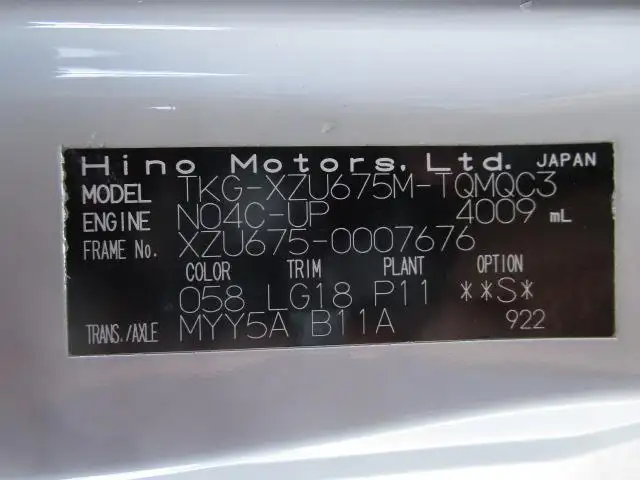 Hino Motors, Ltd. JAPAN
MODEL TKG-XZU675M-TQMQC3
ENGINE N04C-UP 4009 mL
FRAME No. XZU675-0007676
COLOR TRIM PLANT OPTION
058 LG18 P11 **S*
TRANS./AXLE MYY5A B11A 922